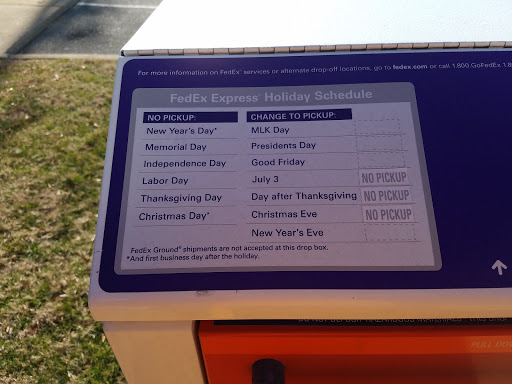 For more information on FedEx® services or alternate drop-off locations, go to fedex.com or call 1.800.GoFedEx 1.8
FedEx Express® Holiday Schedule
NO PICKUP:
New Year's Day*
Memorial Day
Independence Day
Labor Day
Thanksgiving Day
Christmas Day*
CHANGE TO PICKUP:
MLK Day
Presidents Day
Good Friday
July 3 NO PICKUP
Day after Thanksgiving NO PICKUP
Christmas Eve NO PICKUP
New Year's Eve
FedEx Ground® shipments are not accepted at this drop box.
*And first business day after the holiday.
PULL DO